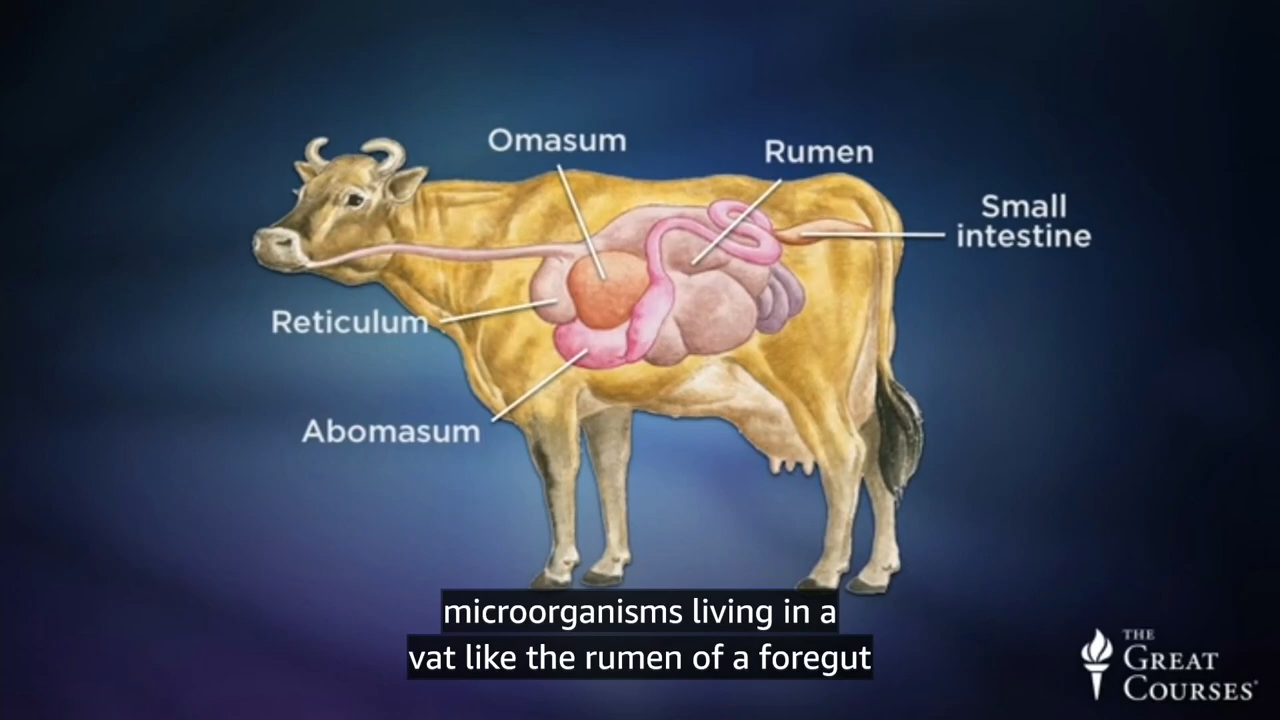 Omasum
Rumen
Small
intestine
Reticulum
Abomasum
microorganisms living in a
vat like the rumen of a foregut
THE
GREAT
COURSES®